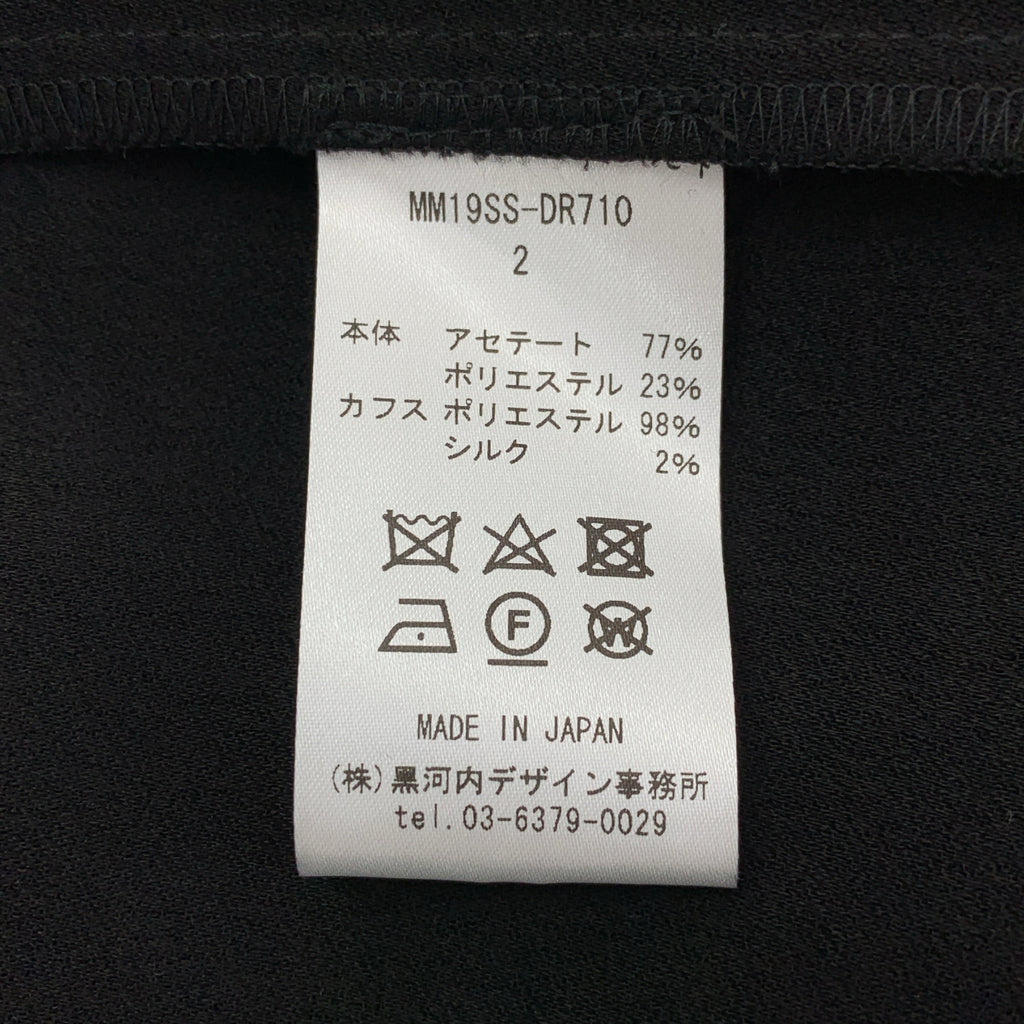 MM19SS-DR710
2
本体 アセテート 77%
ポリエステル 23%
カフス ポリエステル 98%
シルク 2%
F
W
MADE IN JAPAN
(株)黒河内デザイン事務所
tel.03-6379-0029